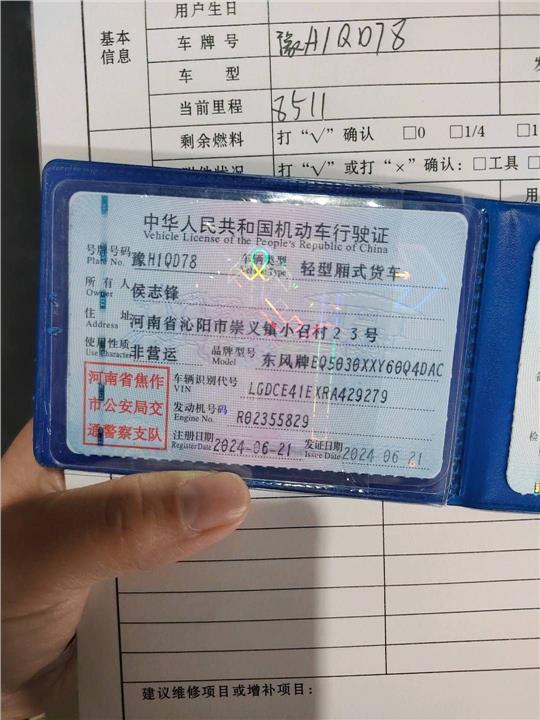 用户生日
基本
信息
车牌号 豫H1QD78
车 型
当前里程 8511
剩余燃料 打“√”确认 □0 □1/4 □1
附件状况 打“√”或打“×”确认：□工具
中华人民共和国机动车行驶证
Vehicle License of the People's Republic of China
号牌号码 豫H1QD78 车辆类型 轻型厢式货车
Plate No. Vehicle Type
所有人 侯志锋
Owner
住 址 河南省沁阳市崇义镇小召村23号
Address
使用性质 非营运 品牌型号 东风牌EQ5030XXY60Q4DAC
Use Character Model
河南省焦作
市公安局交
通警察支队
车辆识别代号 LGDCE41EXRA429279
VIN
发动机号码 R02355829
Engine No.
注册日期 2024-06-21 发证日期 2024-06-21
Register Date Issue Date
检
建议维修项目或增补项目：